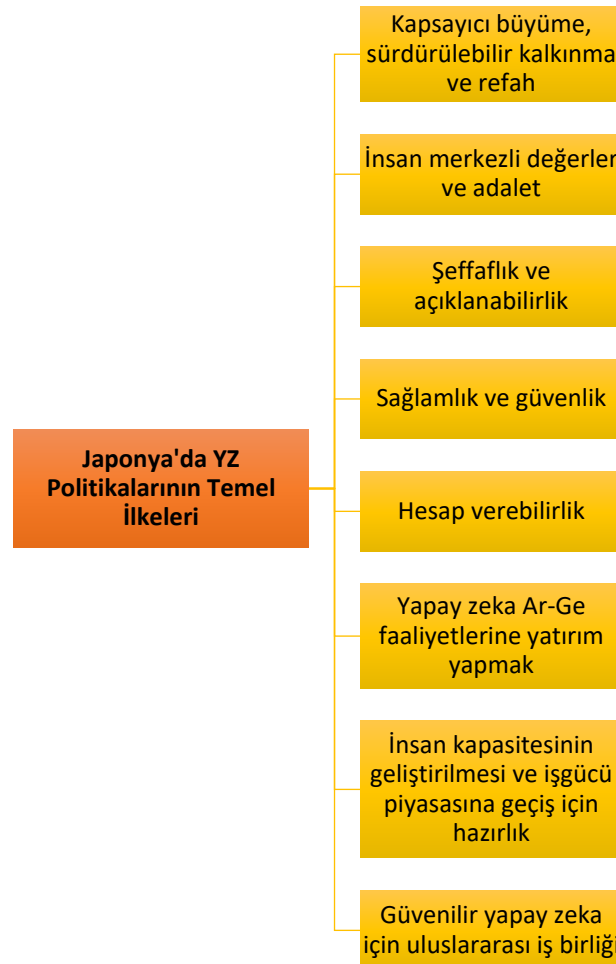 Kapsayıcı büyüme,
sürdürülebilir kalkınma
ve refah
İnsan merkezli değerler
ve adalet
Şeffaflık ve
açıklanabilirlik
Sağlamlık ve güvenlik
Japonya'da YZ
Politikalarının Temel
İlkeleri
Hesap verebilirlik
Yapay zeka Ar-Ge
faaliyetlerine yatırım
yapmak
İnsan kapasitesinin
geliştirilmesi ve işgücü
piyasasına geçiş için
hazırlık
Güvenilir yapay zeka
için uluslararası iş birliği